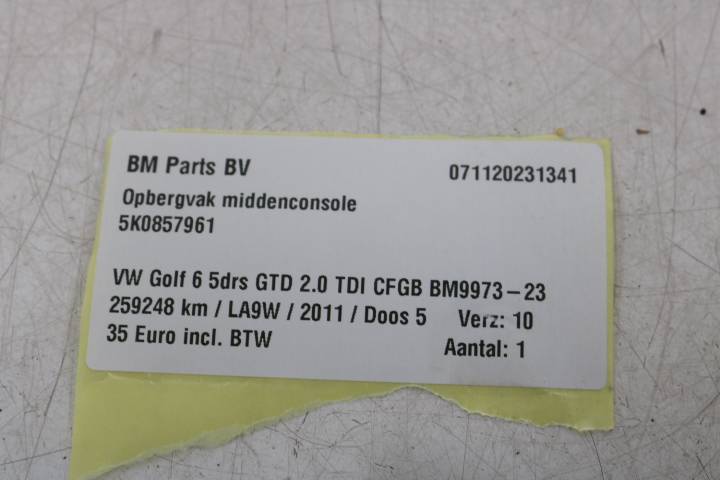 BM Parts BV 071120231341
Opbergvak middenconsole
5K0857961
VW Golf 6 5drs GTD 2.0 TDI CFGB BM9973-23
259248 km / LA9W / 2011 / Doos 5 Verz: 10
35 Euro incl. BTW Aantal: 1